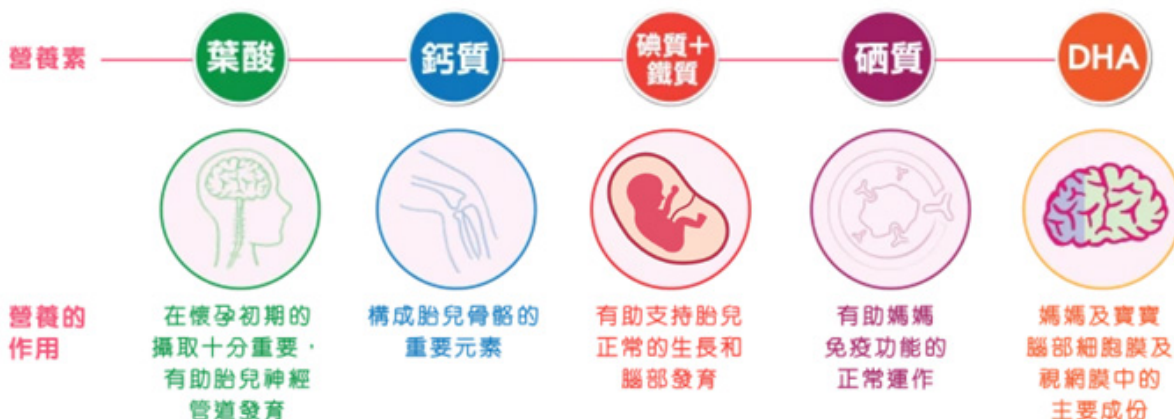 營養素
葉酸
鈣質
碘質+
鐵質
硒质
DHA
營養的
作用
在懷孕初期的
攝取十分重要，
有助胎兒神經
管道發育
構成胎兒骨骼的
重要元素
有助支持胎兒
正常的生長和
腦部發育
有助媽媽
免疫功能的
正常運作
媽媽及寶寶
腦部細胞膜及
視網膜中的
主要成份